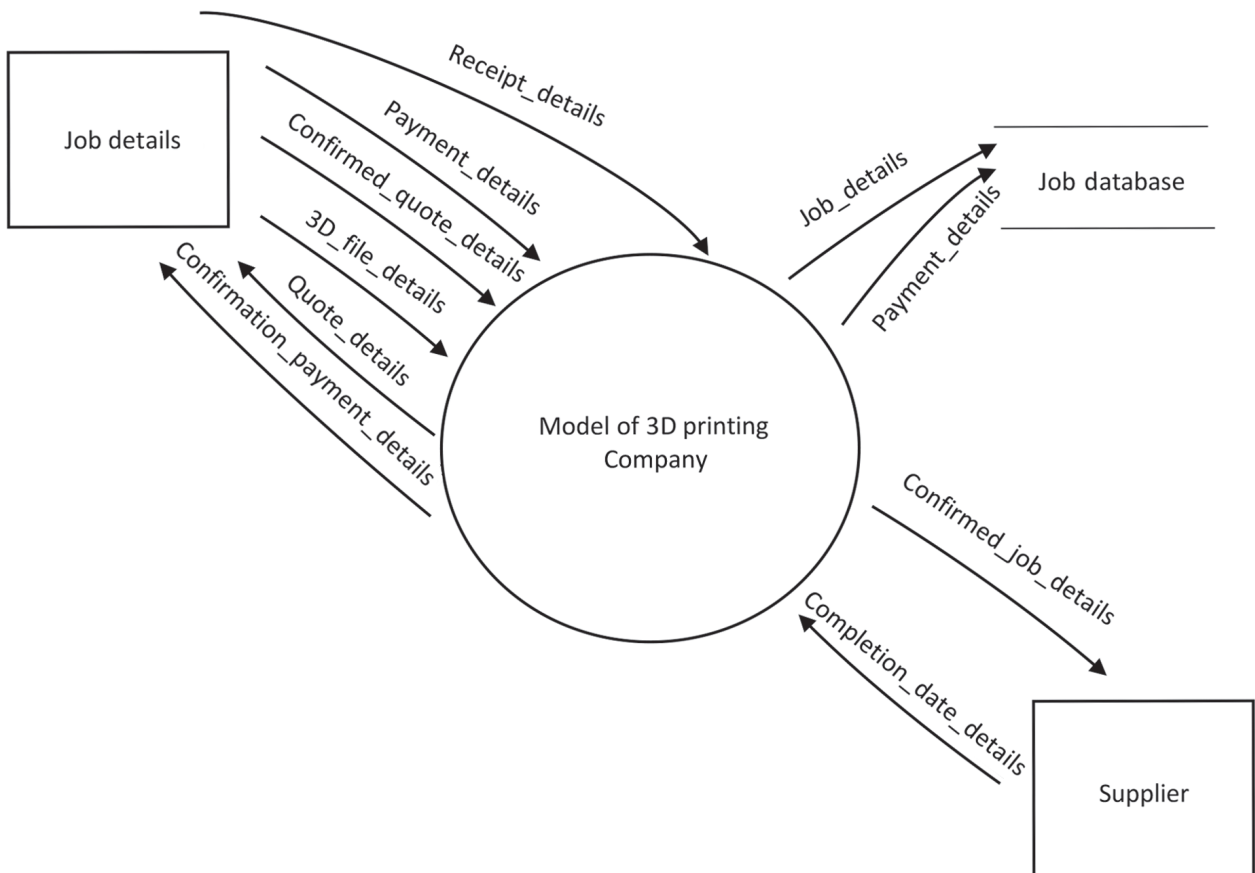 Receipt_details
Job details
Payment_details
Confirmed_quote_details
3D_file_details
Quote_details
Confirmation_payment_details
Job_details
Payment_details
Job database
Model of 3D printing
Company
Confirmed_job_details
Completion_date_details
Supplier